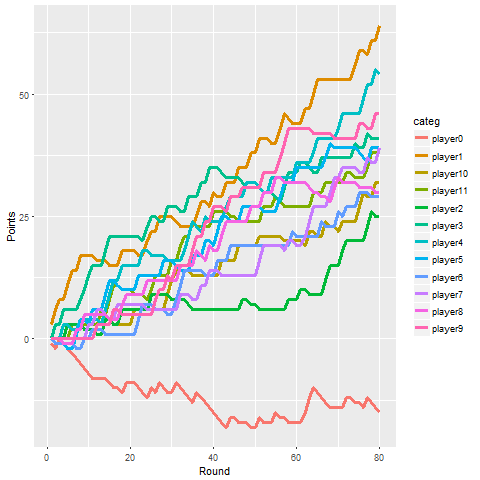 50
25
0
Points
0
20
40
60
80
Round
categ
player0
player1
player10
player11
player2
player3
player4
player5
player6
player7
player8
player9